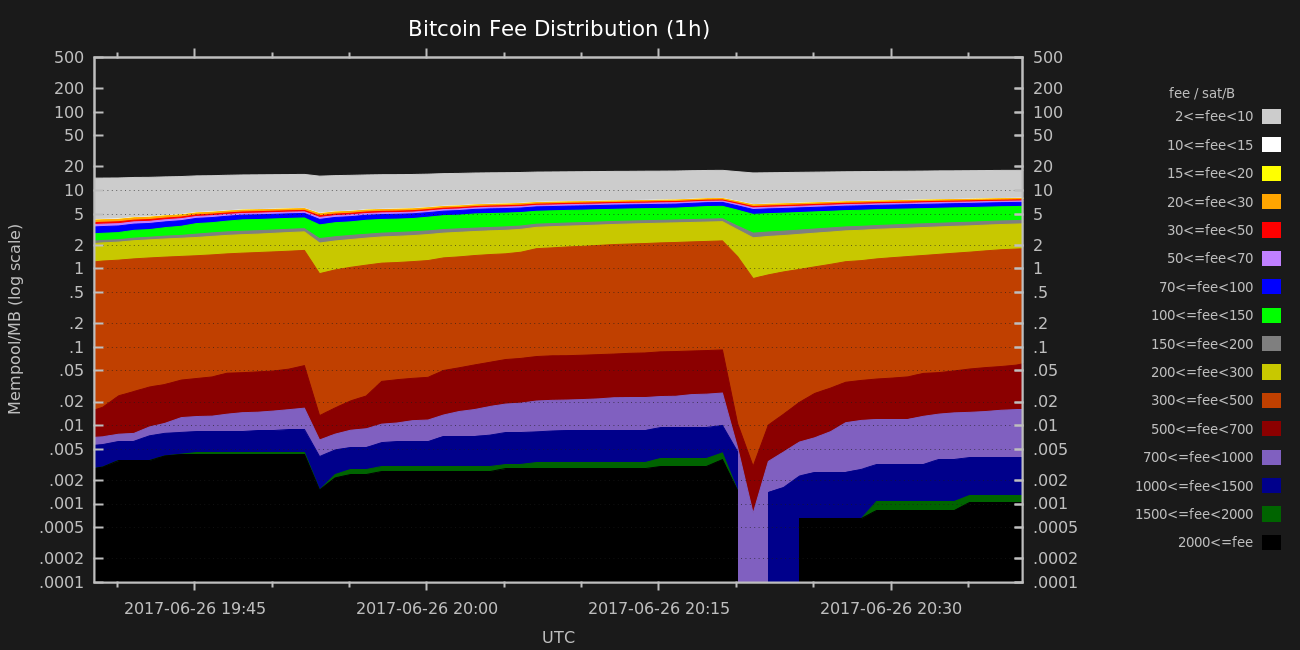 Bitcoin Fee Distribution (1h)
Mempool/MB (log scale)
500
200
100
50
20
10
5
2
1
.5
.2
.1
.05
.02
.01
.005
.002
.001
.0005
.0002
.0001
500
200
100
50
20
10
5
2
1
.5
.2
.1
.05
.02
.01
.005
.002
.001
.0005
.0002
.0001
2017-06-26 19:45
2017-06-26 20:00
2017-06-26 20:15
2017-06-26 20:30
UTC
fee / sat/B
2<=fee<10
10<=fee<15
15<=fee<20
20<=fee<30
30<=fee<50
50<=fee<70
70<=fee<100
100<=fee<150
150<=fee<200
200<=fee<300
300<=fee<500
500<=fee<700
700<=fee<1000
1000<=fee<1500
1500<=fee<2000
2000<=fee